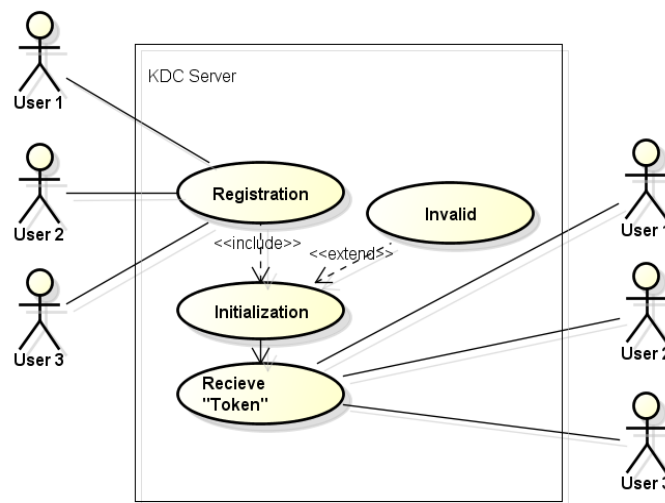 User 1
User 2
User 3
KDC Server
Registration
Invalid
<<include>>
<<extend>>
Initialization
Recieve
"Token"
User 1
User 2
User 3